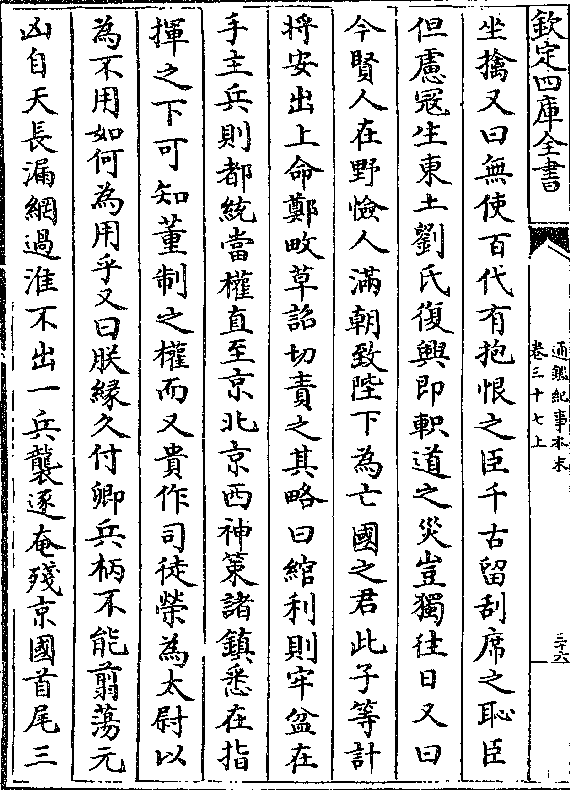 欽定四庫全書
通鑑紀事本末
卷三十七上
三十六
坐擒又曰無使百代有抱恨之臣千古留刮席之恥臣
但慮寇生東土劉氏復興即軹道之災豈獨往日又曰
今賢人在野憸人滿朝致陛下為亡國之君此子等計
將安出上命鄭畋草詔切責之其略曰綰利則牢盆在
手主兵則都統當權直至京北京西神策諸鎮悉在指
揮之下可知董制之權而又貴作司徒榮為太尉以
為不用如何為用乎又曰朕緣久付卿兵柄不能翦蕩元
凶自天長漏網過淮不出一兵襲逐奄殘京國首尾三